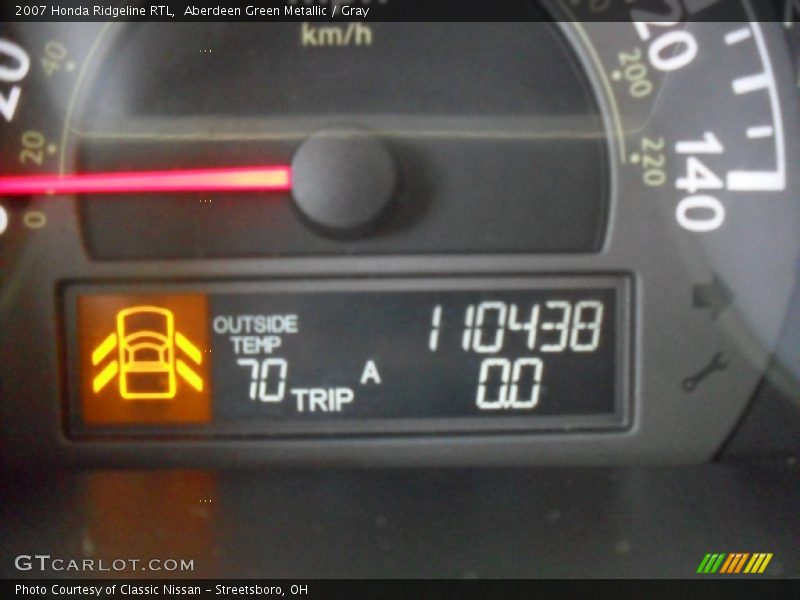 2007 Honda Ridgeline RTL,  Aberdeen Green Metallic / Gray
km/h
40
20
0
20
200
220
140
OUTSIDE
TEMP
70
TRIP A
110438
0.0
GTCARLOT.COM
Photo Courtesy of Classic Nissan - Streetsboro, OH